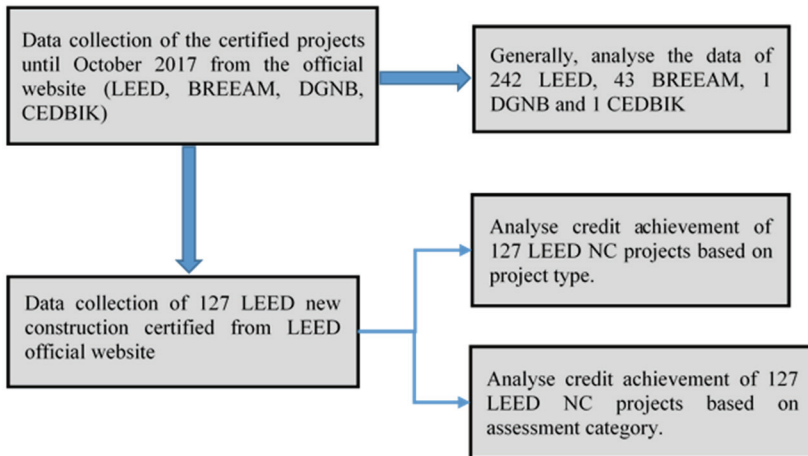 Data collection of the certified projects
until October 2017 from the official
website (LEED, BREEAM, DGNB,
CEDBIK)
Generally, analyse the data of
242 LEED, 43 BREEAM, 1
DGNB and 1 CEDBIK
Analyse credit achievement of
127 LEED NC projects based on
project type.
Data collection of 127 LEED new
construction certified from LEED
official website
Analyse credit achievement of 127
LEED NC projects based on
assessment category.